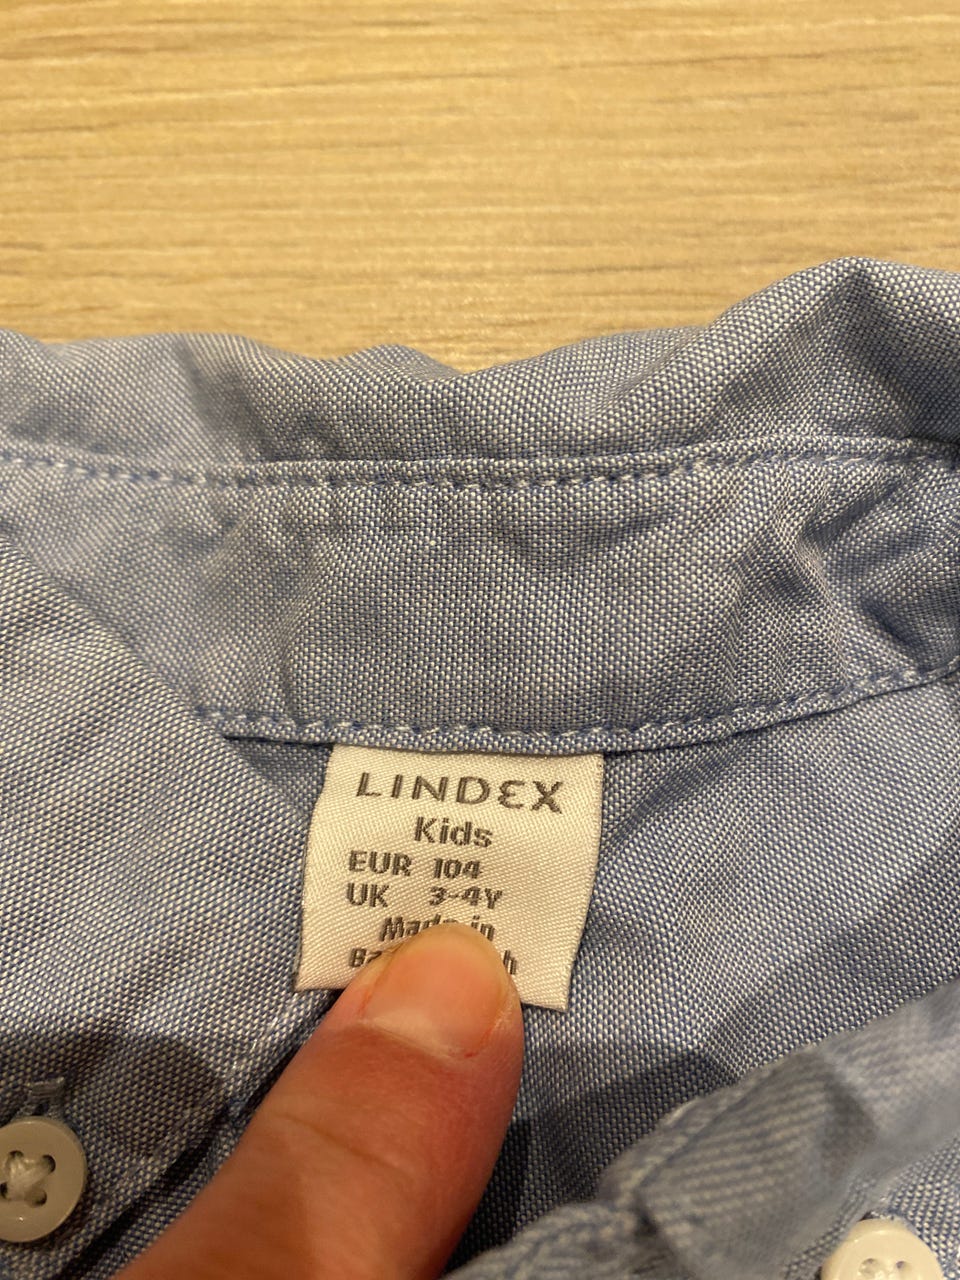 LINDEX
Kids
EUR 104
UK 3-4Y
Made in